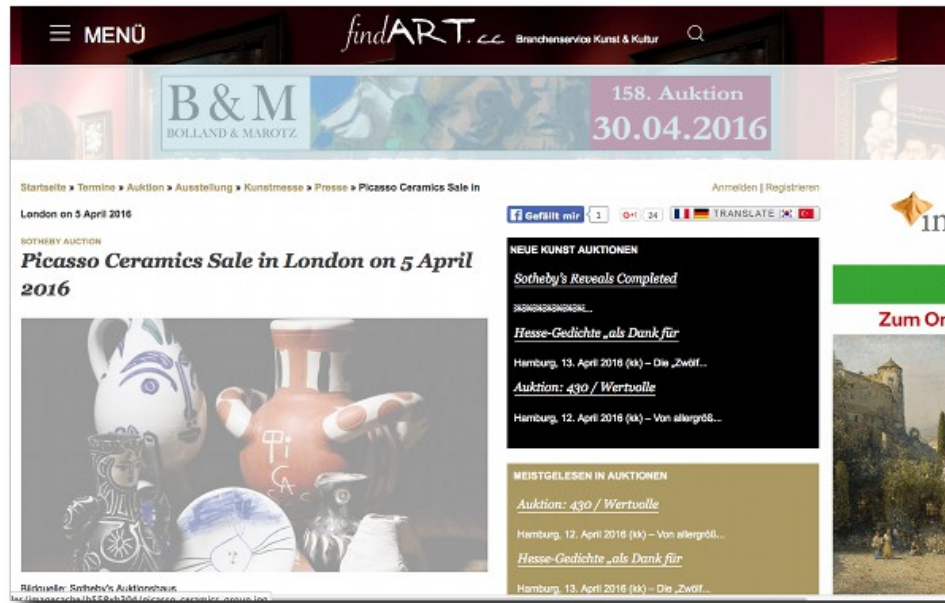 MENÜ
findART.cc Branchenservice Kunst & Kultur
B & M
BOLLAND & MAROTZ
158. Auktion
30.04.2016
Startseite » Termine » Auktion » Ausstellung » Kunstmesse » Presse » Picasso Ceramics Sale in
London on 5 April 2016
SOTHEBY AUCTION
Picasso Ceramics Sale in London on 5 April
2016
Bildquelle: Sotheby's Auktionshaus
Anmelden | Registrieren
Gefällt mir 1 G+1 24 TRANSLATE
NEUE KUNST AUKTIONEN
Sotheby's Reveals Completed
Hesse-Gedichte „als Dank für
Hamburg, 13. April 2016 (kk) – Die „Zwölf...
Auktion: 430 / Wertvolle
Hamburg, 12. April 2016 (kk) – Von allergröß...
MEISTGELESEN IN AUKTIONEN
Auktion: 430 / Wertvolle
Hamburg, 12. April 2016 (kk) – Von allergröß...
Hesse-Gedichte „als Dank für
Hamburg, 13. April 2016 (kk) – Die „Zwölf...
in
Zum Or